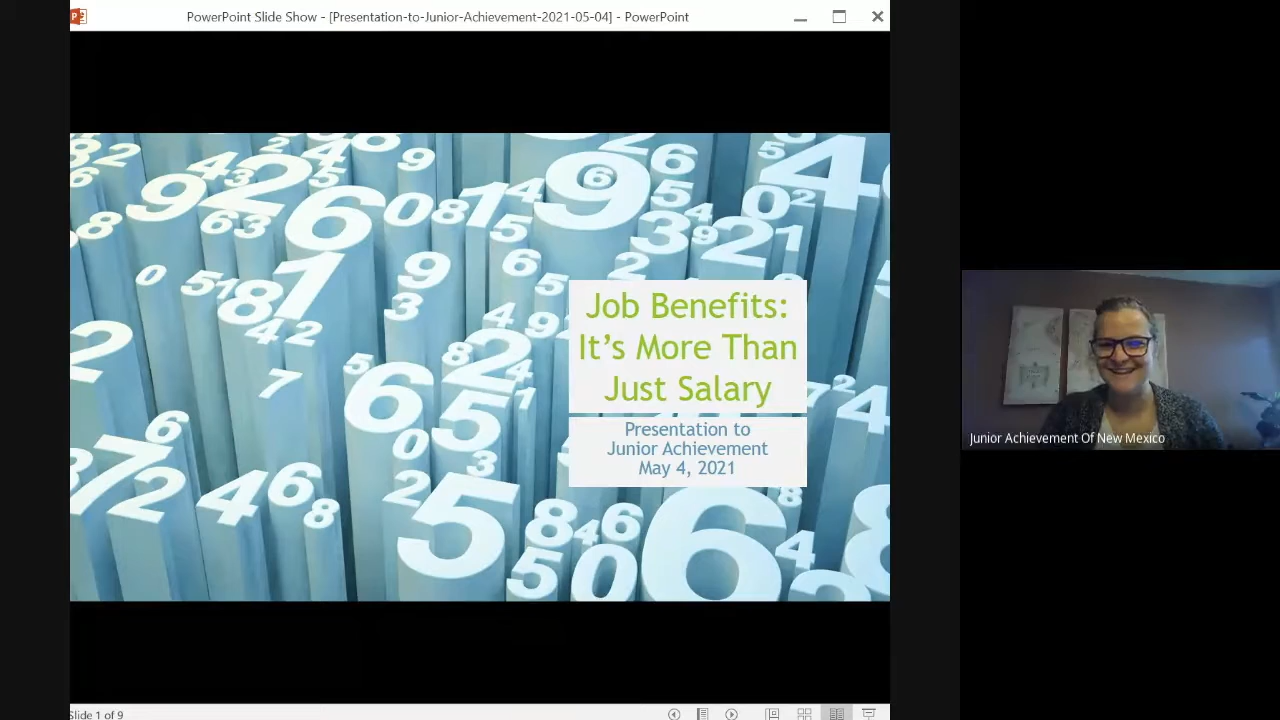 PowerPoint Slide Show - [Presentation-to-Junior-Achievement-2021-05-04] - PowerPoint
Job Benefits:
It's More Than
Just Salary
Presentation to
Junior Achievement
May 4, 2021
Junior Achievement Of New Mexico
Slide 1 of 9